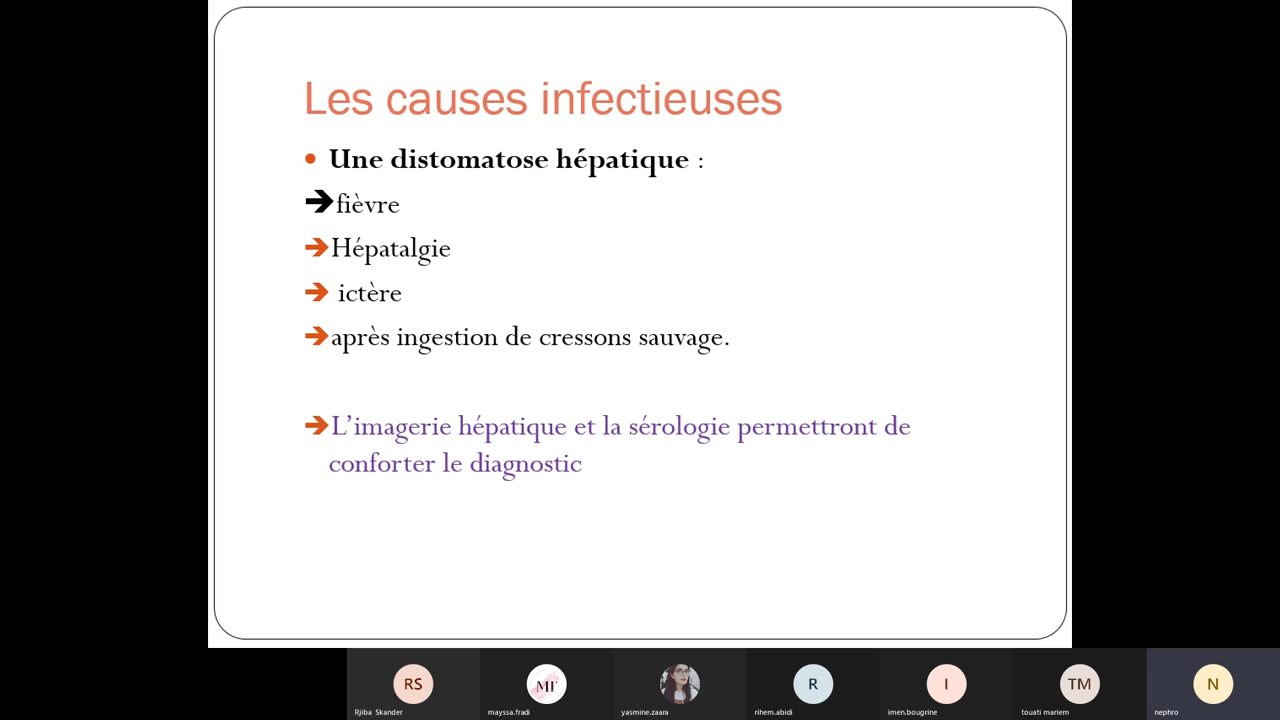 Les causes infectieuses
• Une distomatose hépatique :
➔fièvre
➔Hépatalgie
➔ ictère
➔après ingestion de cressons sauvage.
➔L’imagerie hépatique et la sérologie permettront de
conforter le diagnostic
RS MF R I TM N
Rjiba Skander mayssa.fradi yasmine.zaara rihem.abidi imen.bougrine touati mariem nephro